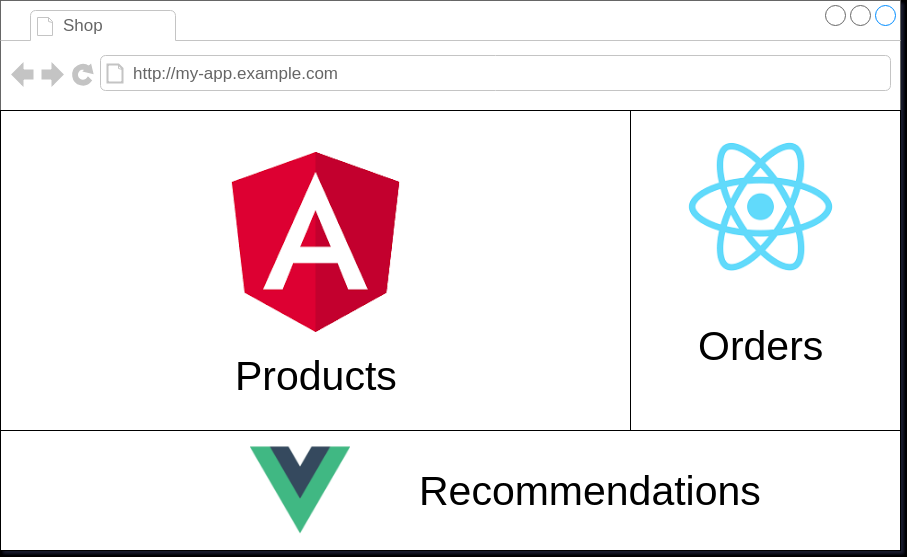 Shop
http://my-app.example.com
Products
Orders
Recommendations